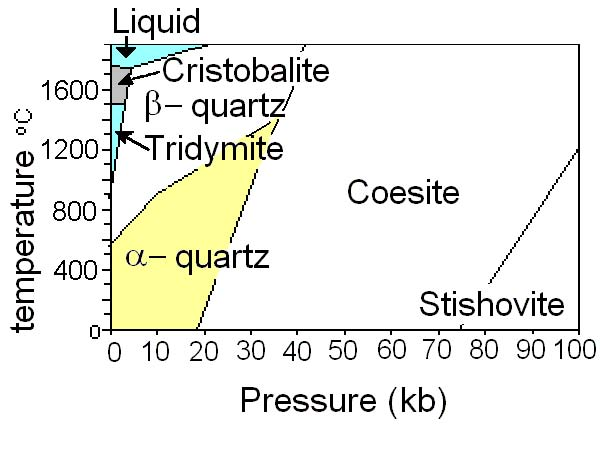 Liquid
Cristobalite
1600
β– quartz
1200
Tridymite
Coesite
800
α– quartz
400
Stishovite
0
temperature ºC
0 10 20 30 40 50 60 70 80 90 100
Pressure (kb)